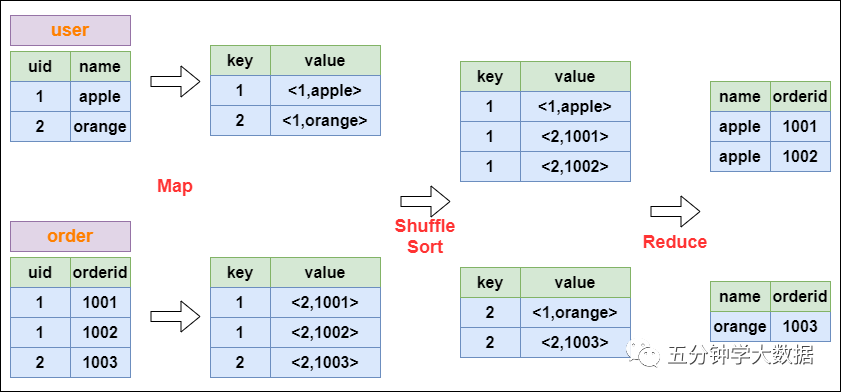 user
uid name
1 apple
2 orange
key value
1 <1,apple>
2 <1,orange>
Map
order
uid orderid
1 1001
1 1002
2 1003
key value
1 <2,1001>
1 <2,1002>
2 <2,1003>
Shuffle
Sort
key value
1 <1,apple>
1 <2,1001>
1 <2,1002>
key value
2 <1,orange>
2 <2,1003>
Reduce
name orderid
apple 1001
apple 1002
name orderid
orange 1003
五分钟学大数据